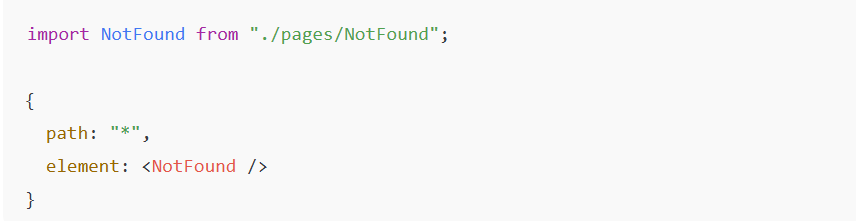 import NotFound from "./pages/NotFound";
{
path: "*",
element: <NotFound />
}